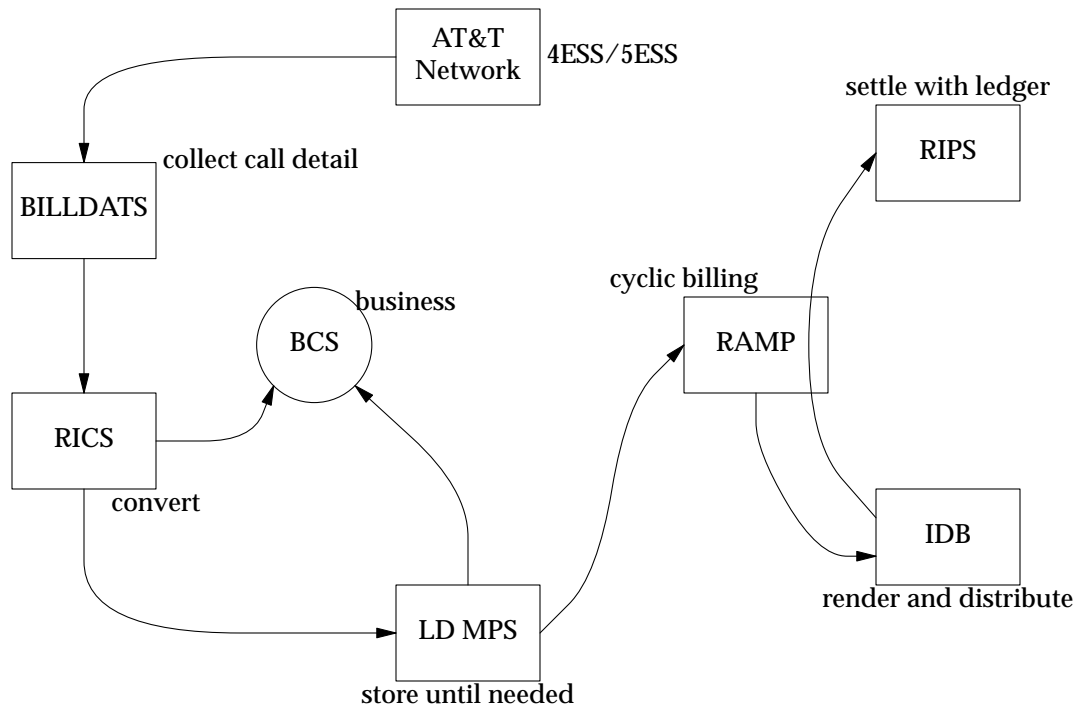 AT&T
Network
4ESS/5ESS
settle with ledger
RIPS
collect call detail
BILLDATS
cyclic billing
business
BCS
RAMP
RICS
convert
IDB
render and distribute
LD MPS
store until needed